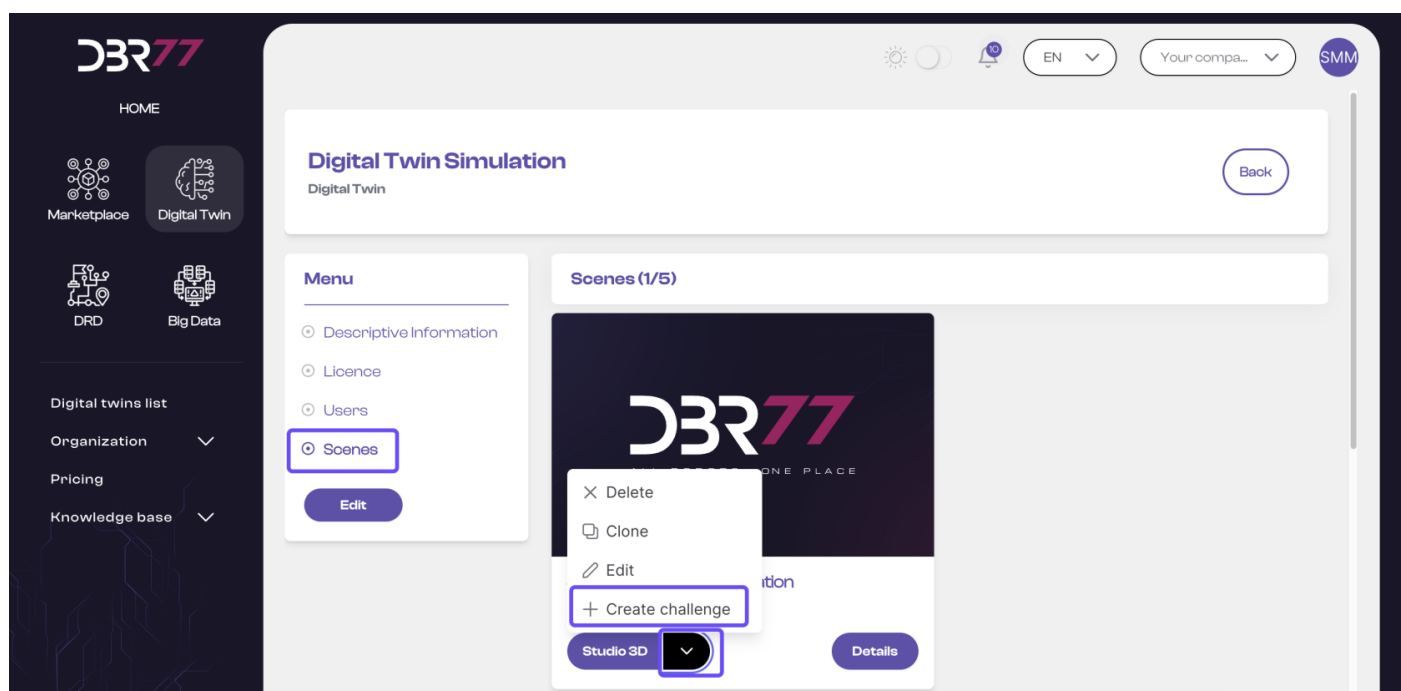 DBR77
HOME
Marketplace
Digital Twin
DRD
Big Data
Digital twins list
Organization
Pricing
Knowledge base
10
EN
Your compa...
SMM
Digital Twin Simulation
Digital Twin
Back
Menu
Descriptive Information
Licence
Users
Scenes
Edit
Scenes (1/5)
DBR77
ONE PLACE
Delete
Clone
Edit
Create challenge
Studio 3D
Details